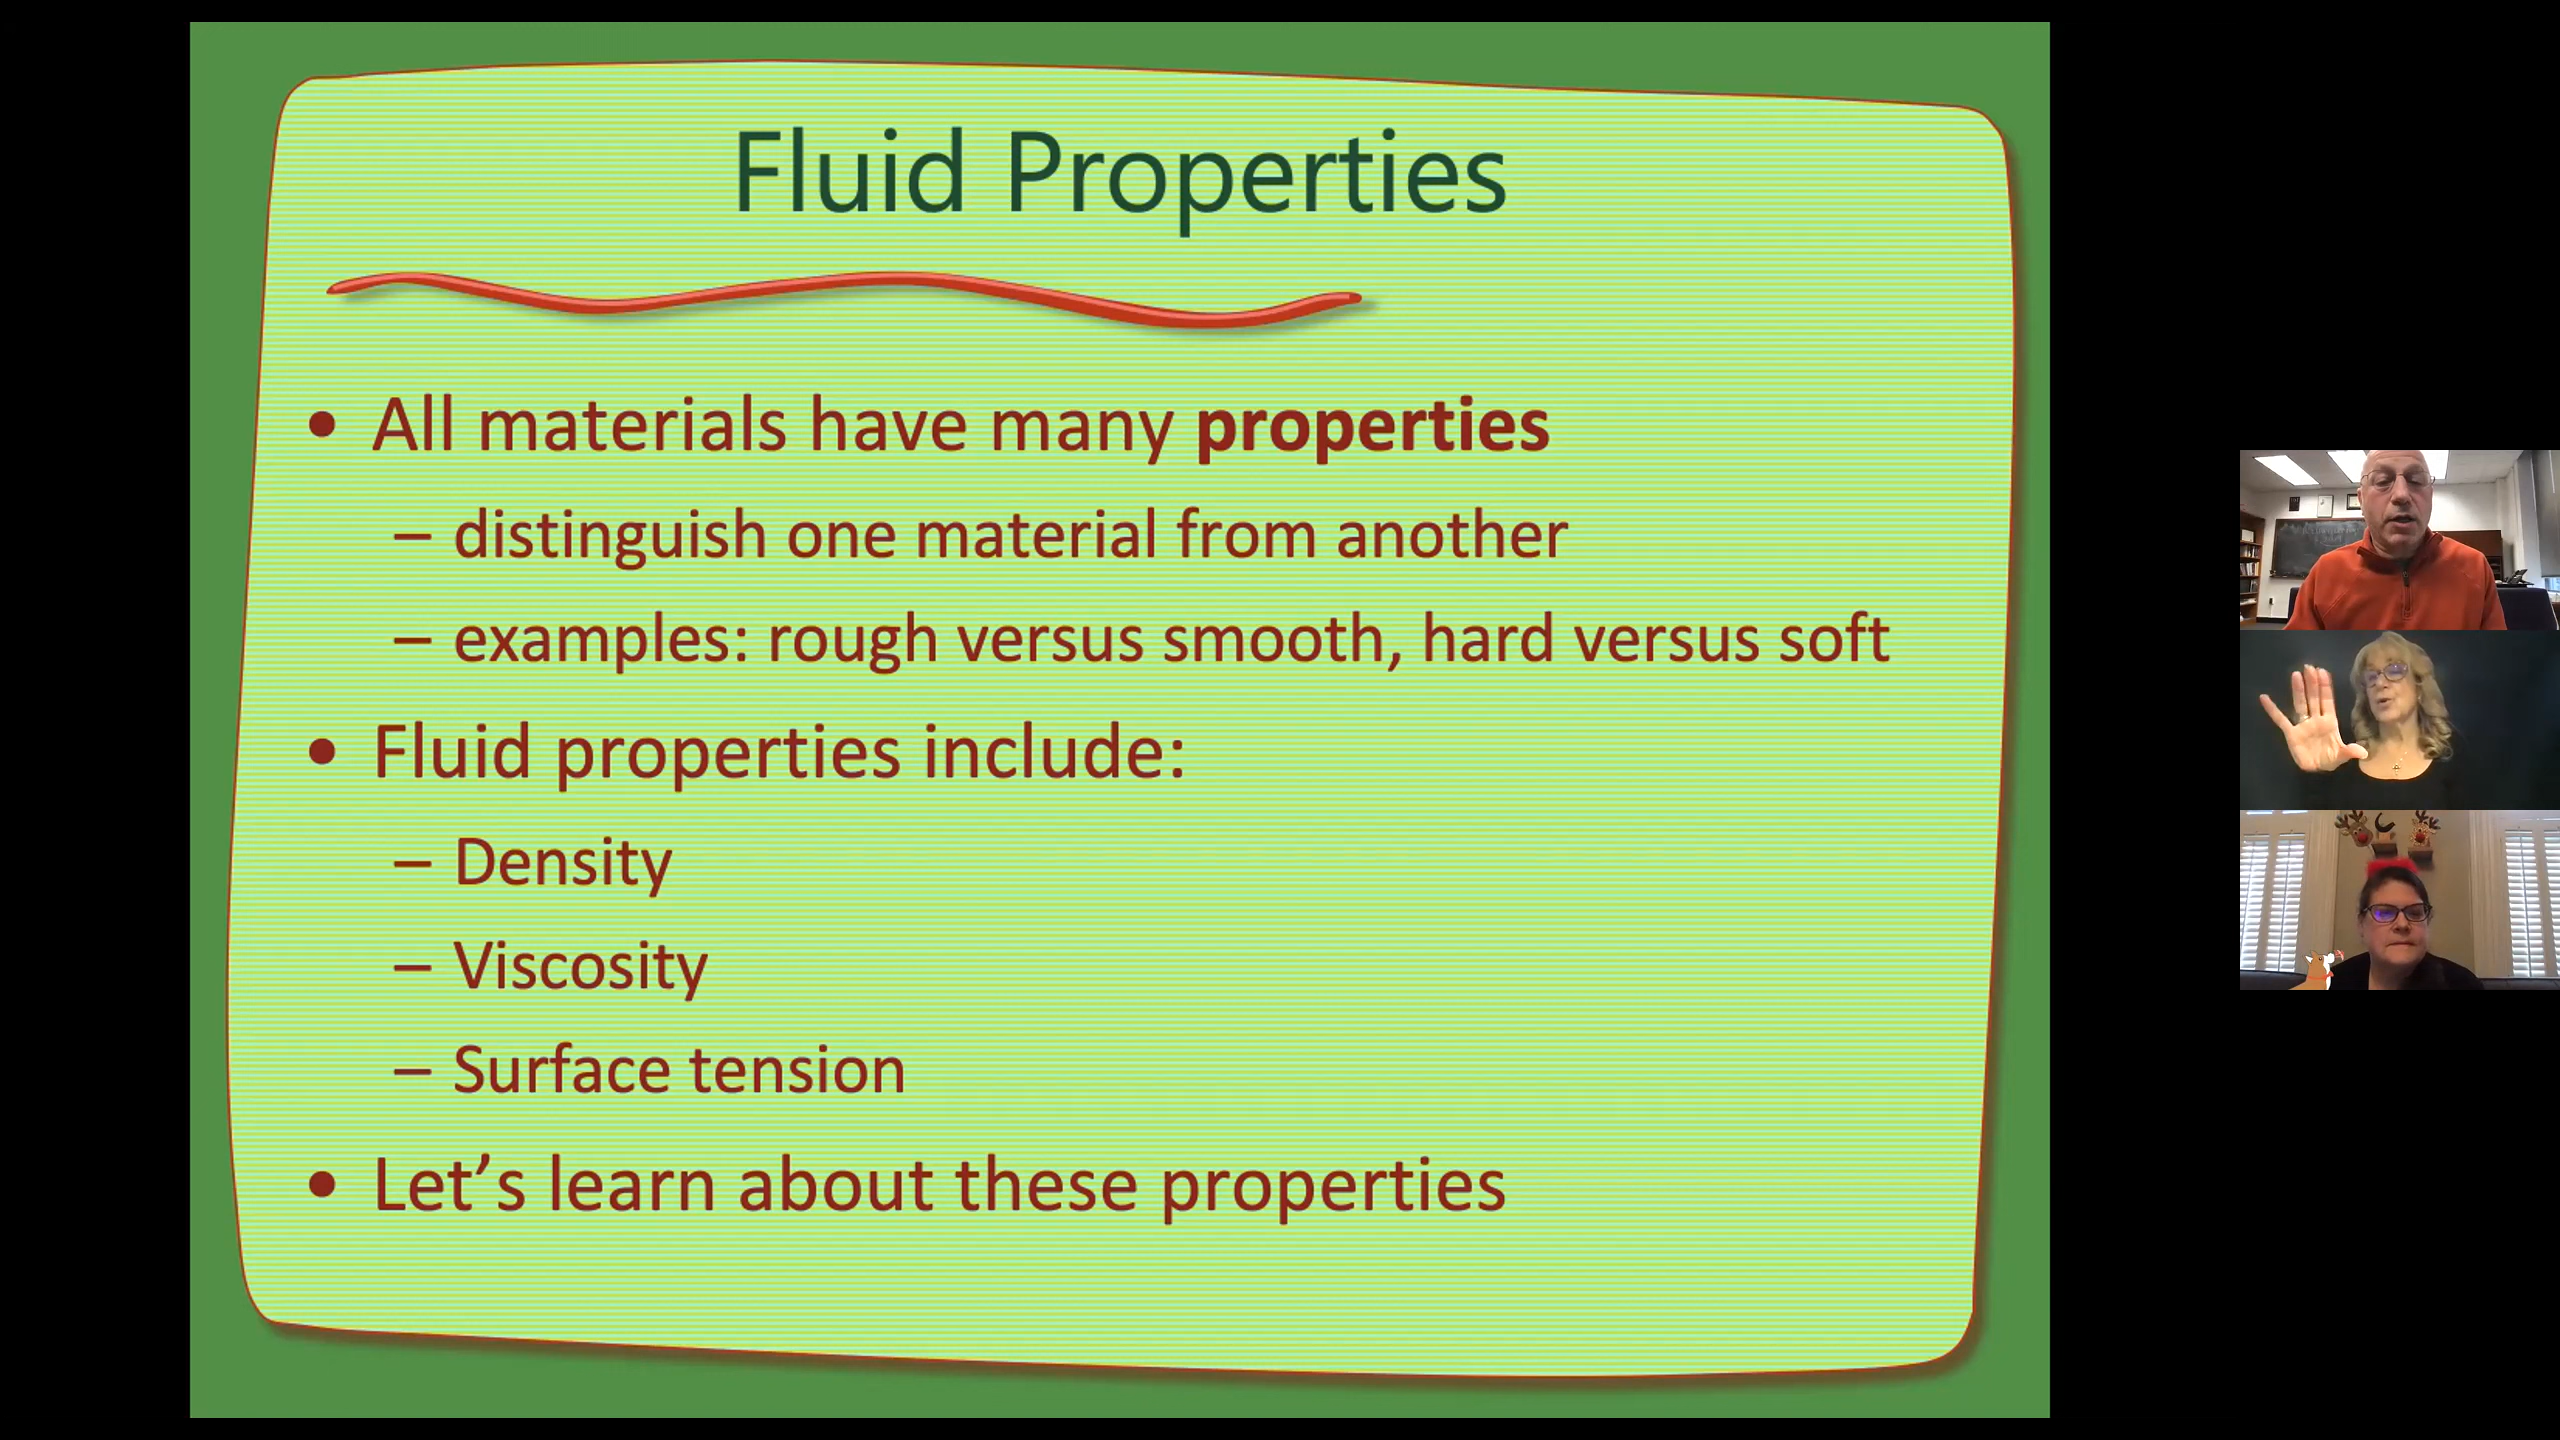 Fluid Properties
• All materials have many properties
– distinguish one material from another
– examples: rough versus smooth, hard versus soft
• Fluid properties include:
– Density
– Viscosity
– Surface tension
• Let’s learn about these properties